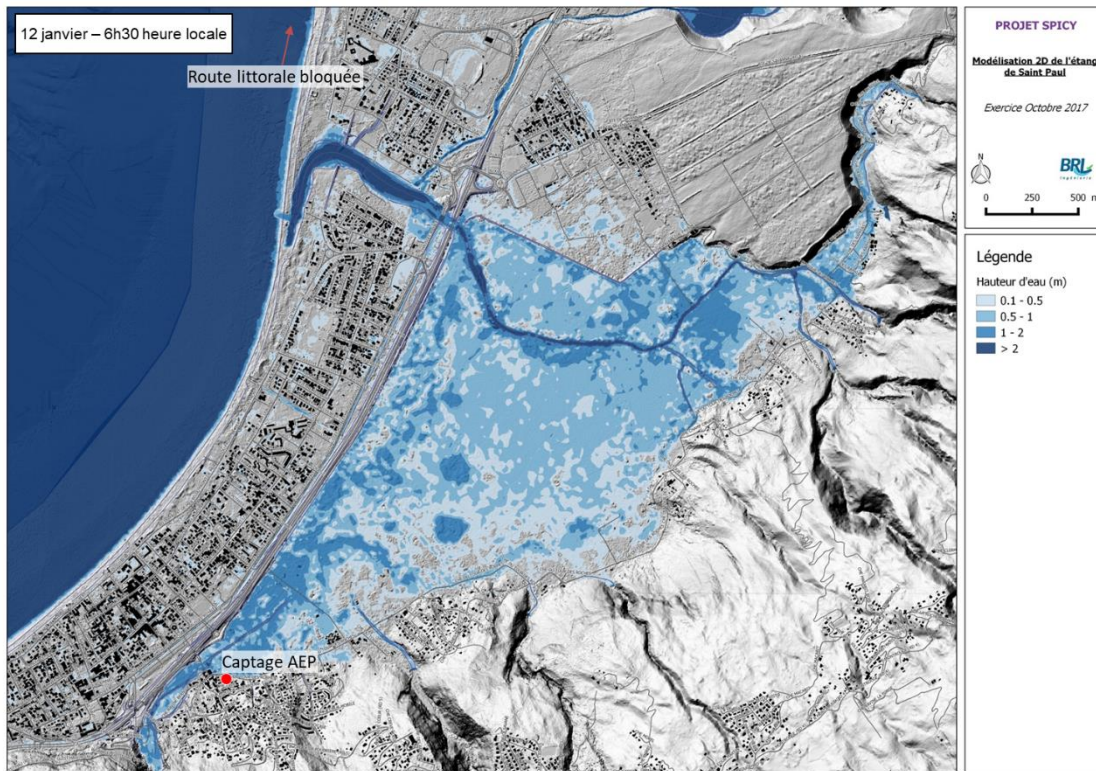 12 janvier – 6h30 heure locale
Route littorale bloquée
Captage AEP
PROJET SPICY
Modélisation 2D de l'étang
de Saint Paul
Exercice Octobre 2017
N
BRL
Ingénierie
0 250 500 m
Légende
Hauteur d'eau (m)
0.1 - 0.5
0.5 - 1
1 - 2
> 2